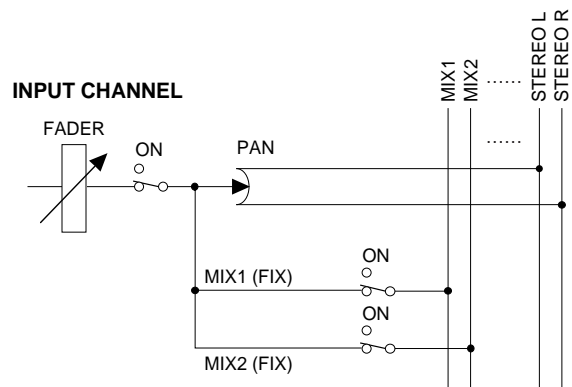 INPUT CHANNEL
FADER
ON
PAN
MIX1
MIX2
......
STEREO L
STEREO R
......
ON
MIX1 (FIX)
ON
MIX2 (FIX)